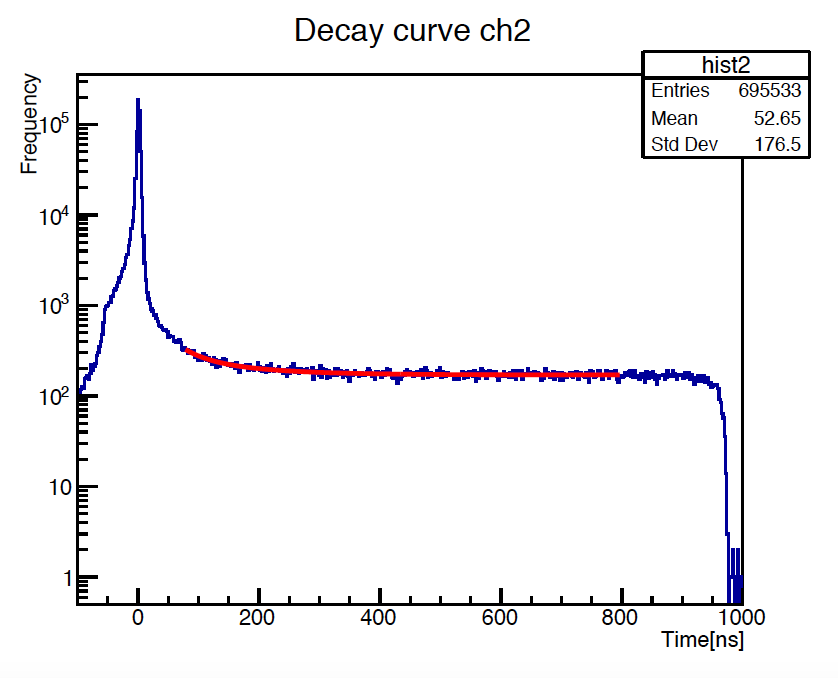 Decay curve ch2
hist2
Entries 695533
Mean 52.65
Std Dev 176.5
Frequency
10^5
10^4
10^3
10^2
10
1
0 200 400 600 800 1000
Time[ns]